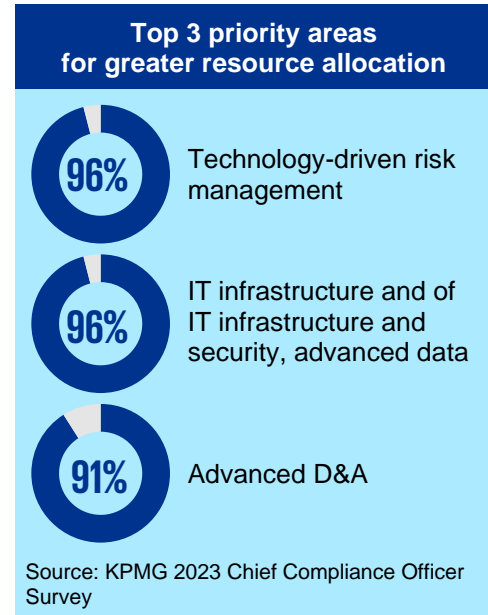 Top 3 priority areas
for greater resource allocation
96%
Technology-driven risk
management
96%
IT infrastructure and of
IT infrastructure and
security, advanced data
91%
Advanced D&A
Source: KPMG 2023 Chief Compliance Officer
Survey